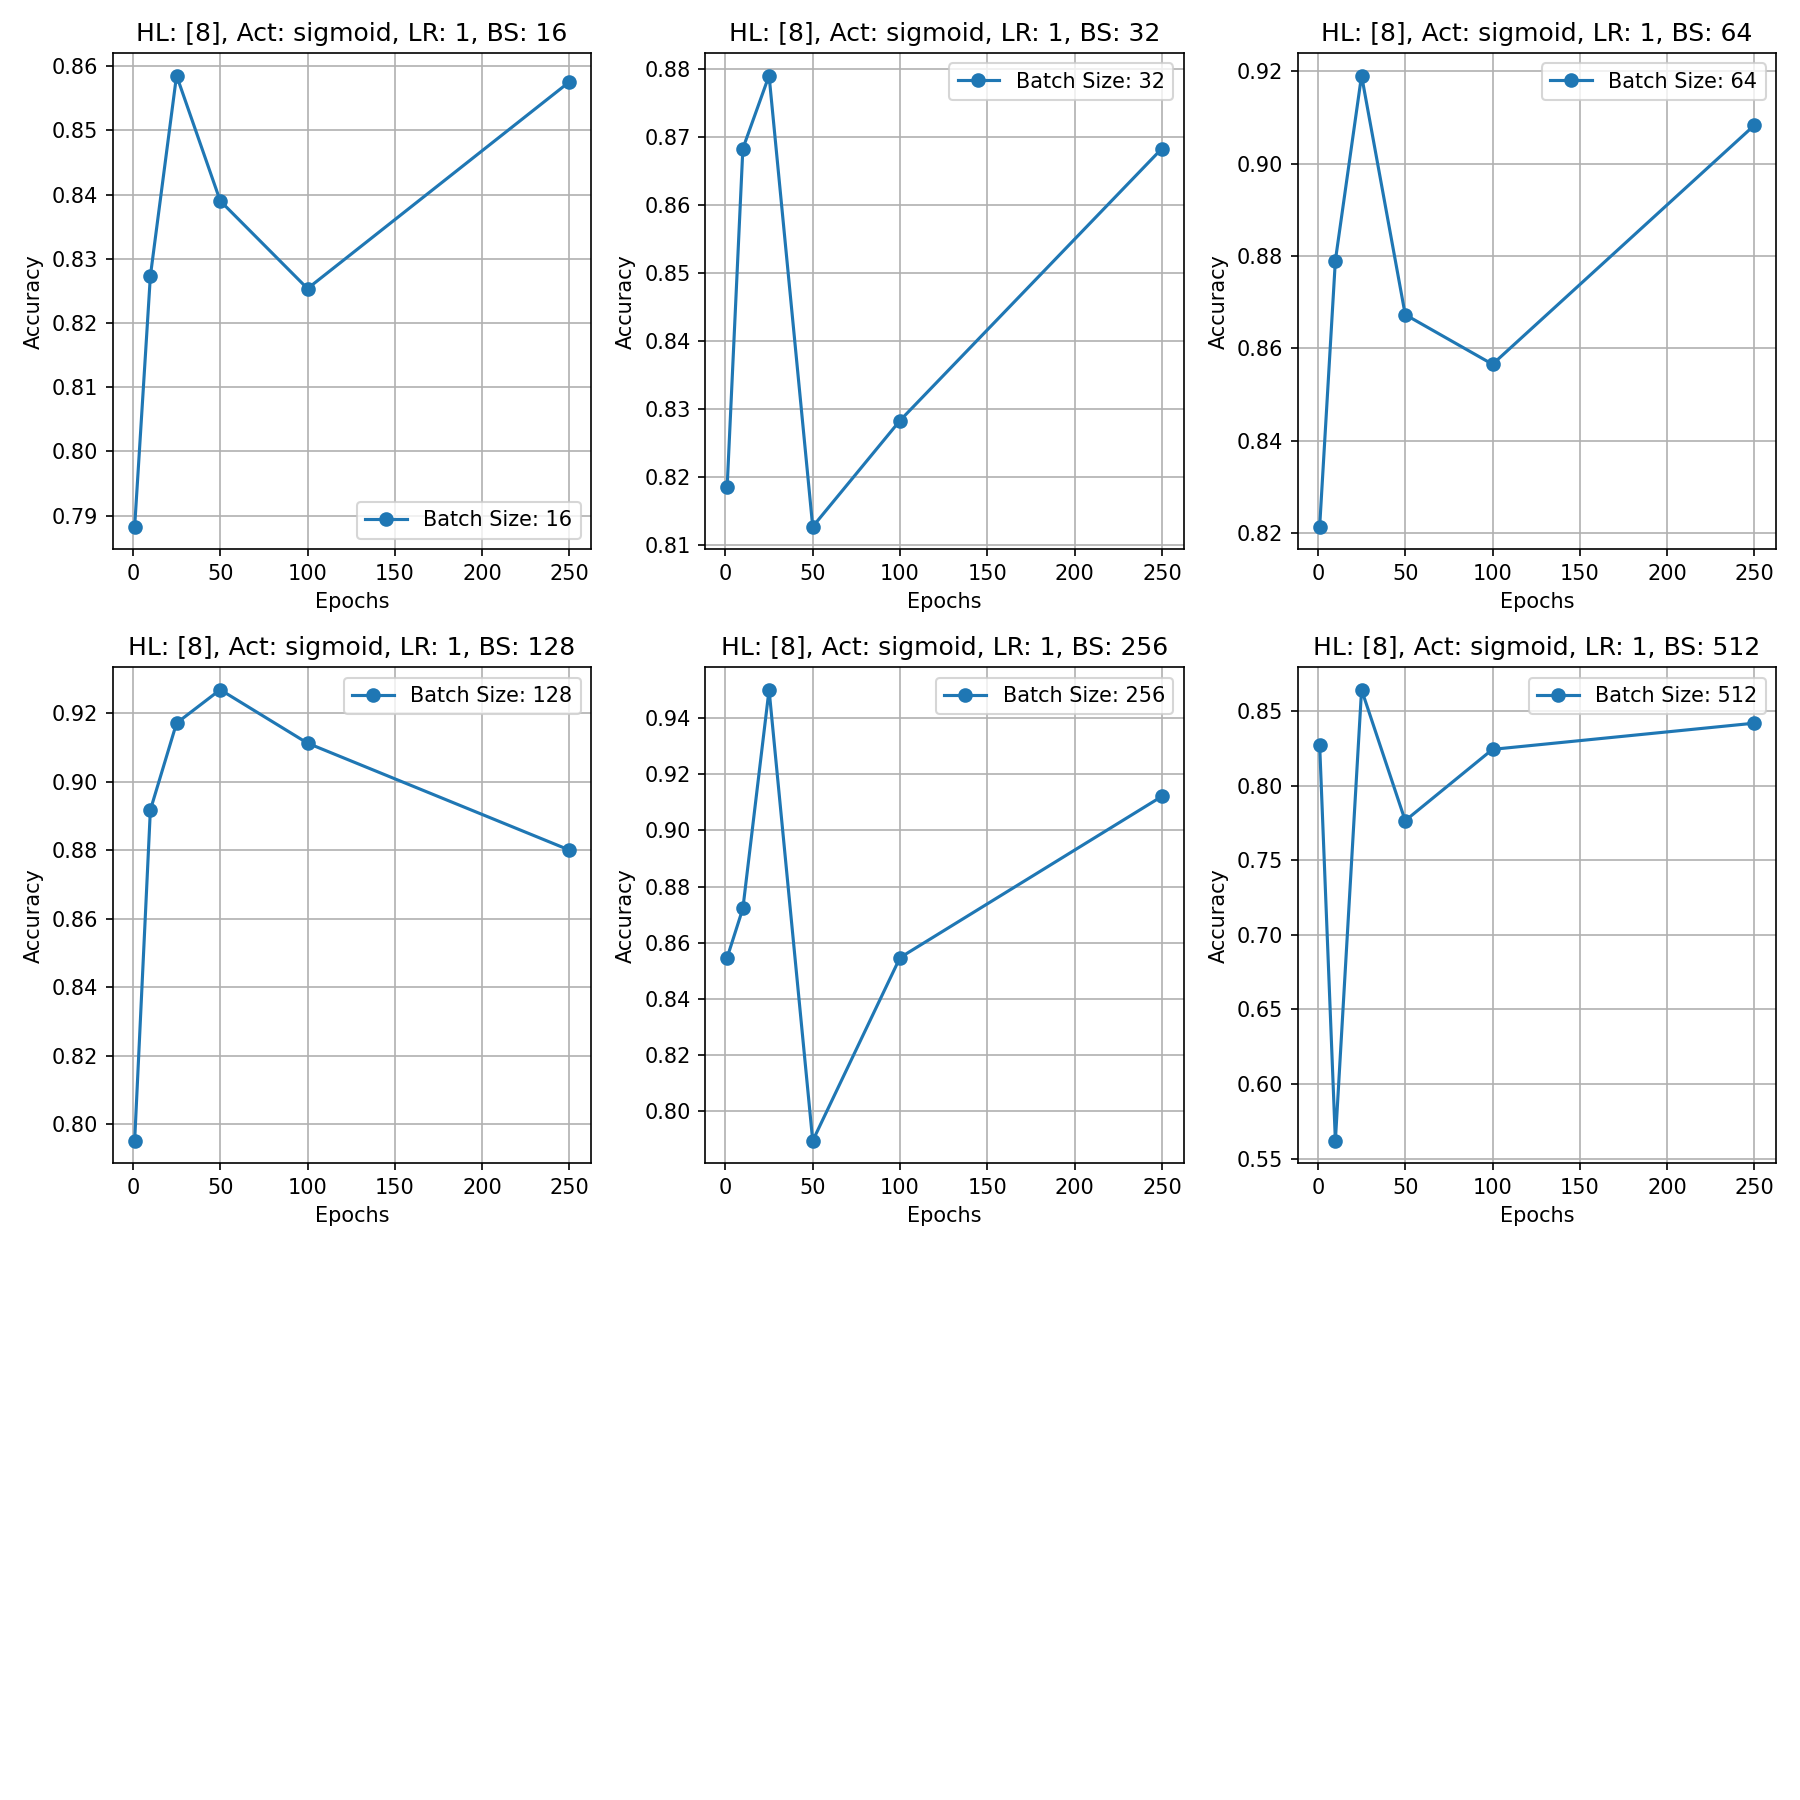 HL: [8], Act: sigmoid, LR: 1, BS: 16
0.86
0.85
0.84
0.83
0.82
0.81
0.80
0.79
Accuracy
Batch Size: 16
0 50 100 150 200 250
Epochs
HL: [8], Act: sigmoid, LR: 1, BS: 32
0.88
0.87
0.86
0.85
0.84
0.83
0.82
0.81
Accuracy
Batch Size: 32
0 50 100 150 200 250
Epochs
HL: [8], Act: sigmoid, LR: 1, BS: 64
0.92
0.90
0.88
0.86
0.84
0.82
Accuracy
Batch Size: 64
0 50 100 150 200 250
Epochs
HL: [8], Act: sigmoid, LR: 1, BS: 128
0.92
0.90
0.88
0.86
0.84
0.82
0.80
Accuracy
Batch Size: 128
0 50 100 150 200 250
Epochs
HL: [8], Act: sigmoid, LR: 1, BS: 256
0.94
0.92
0.90
0.88
0.86
0.84
0.82
0.80
Accuracy
Batch Size: 256
0 50 100 150 200 250
Epochs
HL: [8], Act: sigmoid, LR: 1, BS: 512
0.85
0.80
0.75
0.70
0.65
0.60
0.55
Accuracy
Batch Size: 512
0 50 100 150 200 250
Epochs